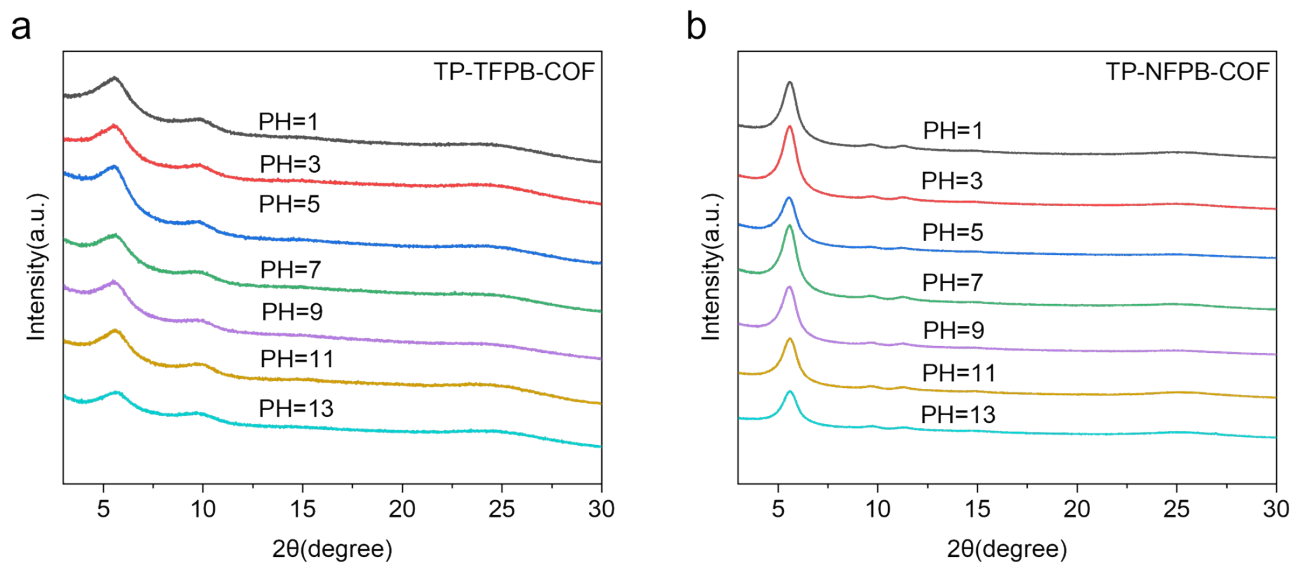 a
TP-TFPB-COF
PH=1
PH=3
PH=5
PH=7
PH=9
PH=11
PH=13
Intensity(a.u.)
5 10 15 20 25 30
2θ(degree)
b
TP-NFPB-COF
PH=1
PH=3
PH=5
PH=7
PH=9
PH=11
PH=13
Intensity(a.u.)
5 10 15 20 25 30
2θ(degree)